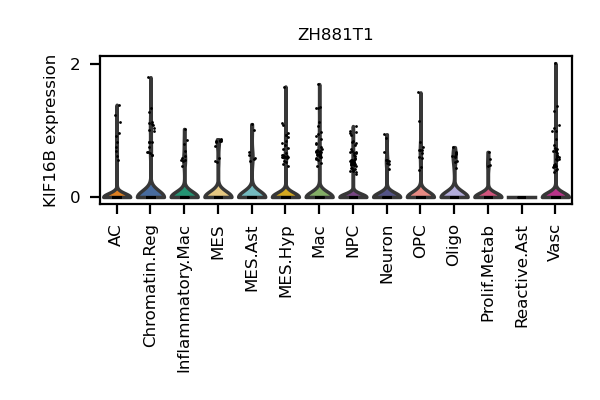 ZH881T1
KIF16B expression
2
0
AC
Chromatin.Reg
Inflammatory.Mac
MES
MES.Ast
MES.Hyp
Mac
NPC
Neuron
OPC
Oligo
Prolif.Metab
Reactive.Ast
Vasc